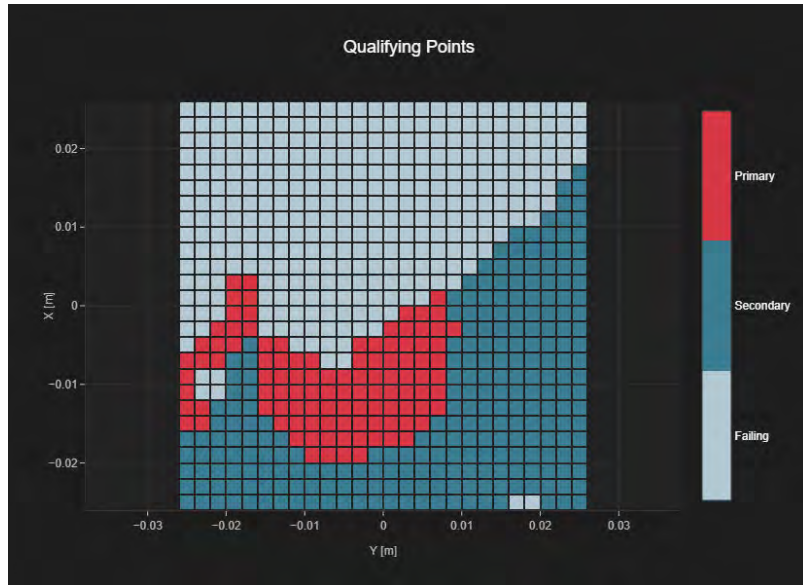 Qualifying Points
0.02
0.01
0
−0.01
−0.02
X [m]
−0.03
−0.02
−0.01
0
0.01
0.02
0.03
Y [m]
Primary
Secondary
Failing